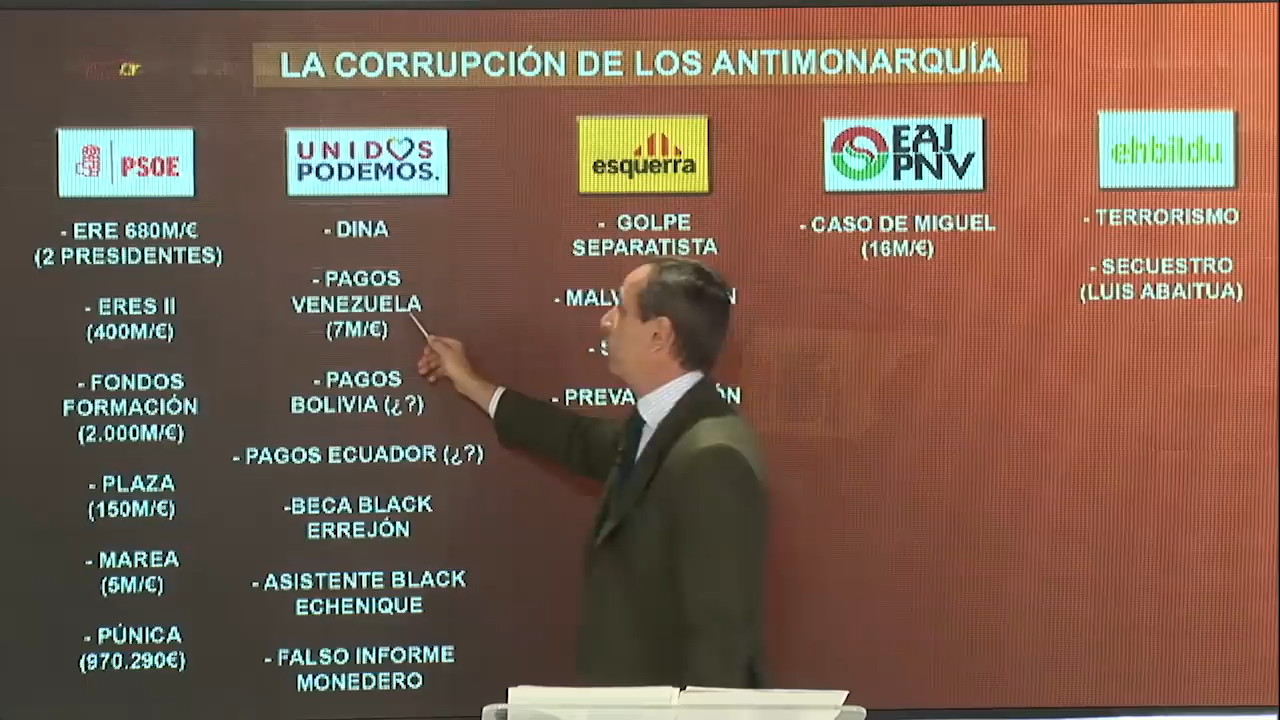 LA CORRUPCIÓN DE LOS ANTIMONARQUÍA
PSOE
- ERE 680M/€
(2 PRESIDENTES)
- ERES II
(400M/€)
- FONDOS
FORMACIÓN
(2.000M/€)
- PLAZA
(150M/€)
- MAREA
(5M/€)
- PÚNICA
(970.290€)
UNIDOS
PODEMOS.
- DINA
- PAGOS
VENEZUELA
(7M/€)
- PAGOS
BOLIVIA (¿?)
- PAGOS ECUADOR (¿?)
-BECA BLACK
ERREJÓN
- ASISTENTE BLACK
ECHENIQUE
- FALSO INFORME
MONEDERO
esquerra
- GOLPE
SEPARATISTA
EAJ
PNV
- CASO DE MIGUEL
(16M/€)
ehbildu
- TERRORISMO
- SECUESTRO
(LUIS ABAITUA)